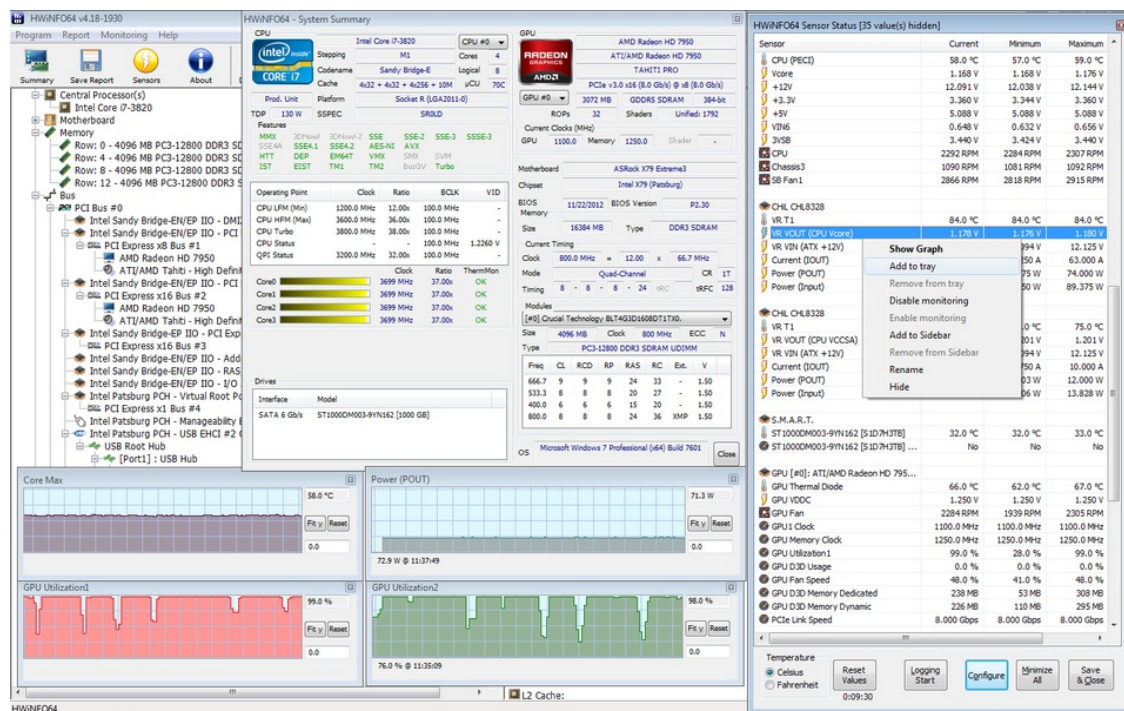 HWiNFO64 v4.18-1930
Program Report Monitoring Help
Summary Save Report Sensors About
Central Processor(s)
Intel Core i7-3820
Motherboard
Memory
Row: 0 - 4096 MB PC3-12800 DDR3 SD
Row: 4 - 4096 MB PC3-12800 DDR3 SD
Row: 8 - 4096 MB PC3-12800 DDR3 SD
Row: 12 - 4096 MB PC3-12800 DDR3 S
Bus
PCI Bus #0
Intel Sandy Bridge-EN/EP IIO - DMI
Intel Sandy Bridge-EN/EP IIO - PCI
PCI Express x8 Bus #1
AMD Radeon HD 7950
ATI/AMD Tahiti - High Defini
Intel Sandy Bridge-EN/EP IIO - PCI
PCI Express x16 Bus #2
AMD Radeon HD 7950
ATI/AMD Tahiti - High Defini
Intel Sandy Bridge-EP IIO - PCI Exp
PCI Express x16 Bus #3
Intel Sandy Bridge-EN/EP IIO - Add
Intel Sandy Bridge-EN/EP IIO - RAS,
Intel Sandy Bridge-EN/EP IIO - I/O
Intel Patsburg PCH - Virtual Root Po
PCI Express x1 Bus #4
Intel Patsburg PCH - Manageability E
Intel Patsburg PCH - USB EHCI #2 (
USB Root Hub
[Port1] : USB Hub
HWiNFO64 - System Summary
CPU
intel inside
CORE i7
Intel Core i7-3820 CPU #0
Stepping M1 Cores 4
Codename Sandy Bridge-E Logical 8
Cache 4x32 + 4x32 + 4x256 + 10M µCU 70C
Prod. Unit Platform Socket R (LGA2011-0)
TDP 130 W SSPEC SR0LD
Features
MMX 3DNow! 3DNow!-2 SSE SSE-2 SSE-3 SSSE-3
SSE4A SSE4.1 SSE4.2 AES-NI AVX
HTT DEP EM64T VMX SMX SVM
IST EIST TM1 TM2 Turbo
Operating Point Clock Ratio BCLK VID
CPU LFM (Min) 1200.0 MHz 12.00x 100.0 MHz -
CPU HFM (Max) 3600.0 MHz 36.00x 100.0 MHz -
CPU Turbo 3800.0 MHz 38.00x 100.0 MHz -
CPU Status - - 100.0 MHz 1.2260 V
QPI Status 3200.0 MHz 32.00x 100.0 MHz -
Clock Ratio ThermMon
Core0 3699 MHz 37.00x OK
Core1 3699 MHz 37.00x OK
Core2 3699 MHz 37.00x OK
Core3 3699 MHz 37.00x OK
Drives
Interface Model
SATA 6 Gb/s ST1000DM003-9YN162 [1000 GB]
GPU
RADEON
GRAPHICS
AMD
AMD Radeon HD 7950
ATI/AMD Radeon HD 7950
TAHITI PRO
PCIe v3.0 x16 (8.0 Gb/s) @ x8 (8.0 Gb/s)
GPU #0 3072 MB GDDR5 SDRAM 384-bit
ROPs 32 Shaders Unified: 1792
Current Clocks (MHz)
GPU 1100.0 Memory 1250.0 Shader -
Motherboard ASRock X79 Extreme3
Chipset Intel X79 (Patsburg)
BIOS 11/22/2012 BIOS Version P2.30
Memory
Size 16384 MB Type DDR3 SDRAM
Current Timing
Clock 800.0 MHz = 12.00 x 66.7 MHz
Mode Quad-Channel CR 1T
Timing 8 - 8 - 8 - 24 tRC tRFC 128
Modules
[#0] Crucial Technology BLT4G3D1608DT1TX0.
Size 4096 MB Clock 800 MHz ECC N
Type PC3-12800 DDR3 SDRAM UDIMM
Freq CL RCD RP RAS RC Ext. V
666.7 9 9 9 24 33 - 1.50
533.3 8 8 8 20 27 - 1.50
400.0 6 6 6 15 20 - 1.50
800.0 8 8 8 24 36 XMP 1.50
OS Microsoft Windows 7 Professional (x64) Build 7601 Close
Core Max
58.0 °C
Fit y Reset
0.0
Power (POUT)
71.3 W
Fit y Reset
0.0
72.9 W @ 11:37:49
GPU Utilization1
99.0 %
Fit y Reset
0.0
GPU Utilization2
98.0 %
Fit y Reset
0.0
76.0 % @ 11:35:09
L2 Cache:
HWiNFO64
HWiNFO64 Sensor Status [35 value(s) hidden]
Sensor Current Minimum Maximum
CPU (PECI) 58.0 °C 57.0 °C 59.0 °C
Vcore 1.168 V 1.168 V 1.176 V
+12V 12.091 V 12.038 V 12.144 V
+3.3V 3.360 V 3.344 V 3.360 V
+5V 5.088 V 5.088 V 5.088 V
VIN6 0.648 V 0.632 V 0.656 V
3VSB 3.440 V 3.424 V 3.440 V
CPU 2292 RPM 2284 RPM 2307 RPM
Chassis3 1090 RPM 1081 RPM 1092 RPM
SB Fan1 2866 RPM 2818 RPM 2915 RPM
CHL CHL8328
VR T1 84.0 °C 84.0 °C 84.0 °C
VR VOUT (CPU Vcore) 1.178 V 1.176 V 1.180 V
VR VIN (ATX +12V) 094 V 12.125 V
Current (IOUT) 250 A 63.000 A
Power (POUT) 75 W 74.000 W
Power (Input) 50 W 89.375 W
CHL CHL8328
VR T1 .0 °C 75.0 °C
VR VOUT (CPU VCCSA) 201 V 1.201 V
VR VIN (ATX +12V) 094 V 12.125 V
Current (IOUT) 750 A 10.000 A
Power (POUT) 03 W 12.000 W
Power (Input) 06 W 13.828 W
Show Graph
Add to tray
Remove from tray
Disable monitoring
Enable monitoring
Add to Sidebar
Remove from Sidebar
Rename
Hide
S.M.A.R.T.
ST1000DM003-9YN162 [S1D7H3TB] 32.0 °C 32.0 °C 33.0 °C
ST1000DM003-9YN162 [S1D7H3TB] ... No No No
GPU [#0]: ATI/AMD Radeon HD 795...
GPU Thermal Diode 66.0 °C 62.0 °C 67.0 °C
GPU VDDC 1.250 V 1.250 V 1.250 V
GPU Fan 2284 RPM 1939 RPM 2305 RPM
GPU1 Clock 1100.0 MHz 1100.0 MHz 1100.0 MHz
GPU Memory Clock 1250.0 MHz 1250.0 MHz 1250.0 MHz
GPU Utilization1 99.0 % 28.0 % 99.0 %
GPU D3D Usage 0.0 % 0.0 % 0.0 %
GPU Fan Speed 48.0 % 41.0 % 48.0 %
GPU D3D Memory Dedicated 238 MB 53 MB 308 MB
GPU D3D Memory Dynamic 226 MB 110 MB 295 MB
PCIe Link Speed 8.000 Gbps 8.000 Gbps 8.000 Gbps
Temperature
Celsius
Fahrenheit
Reset Values
0:09:30
Logging Start
Configure
Minimize All
Save & Close